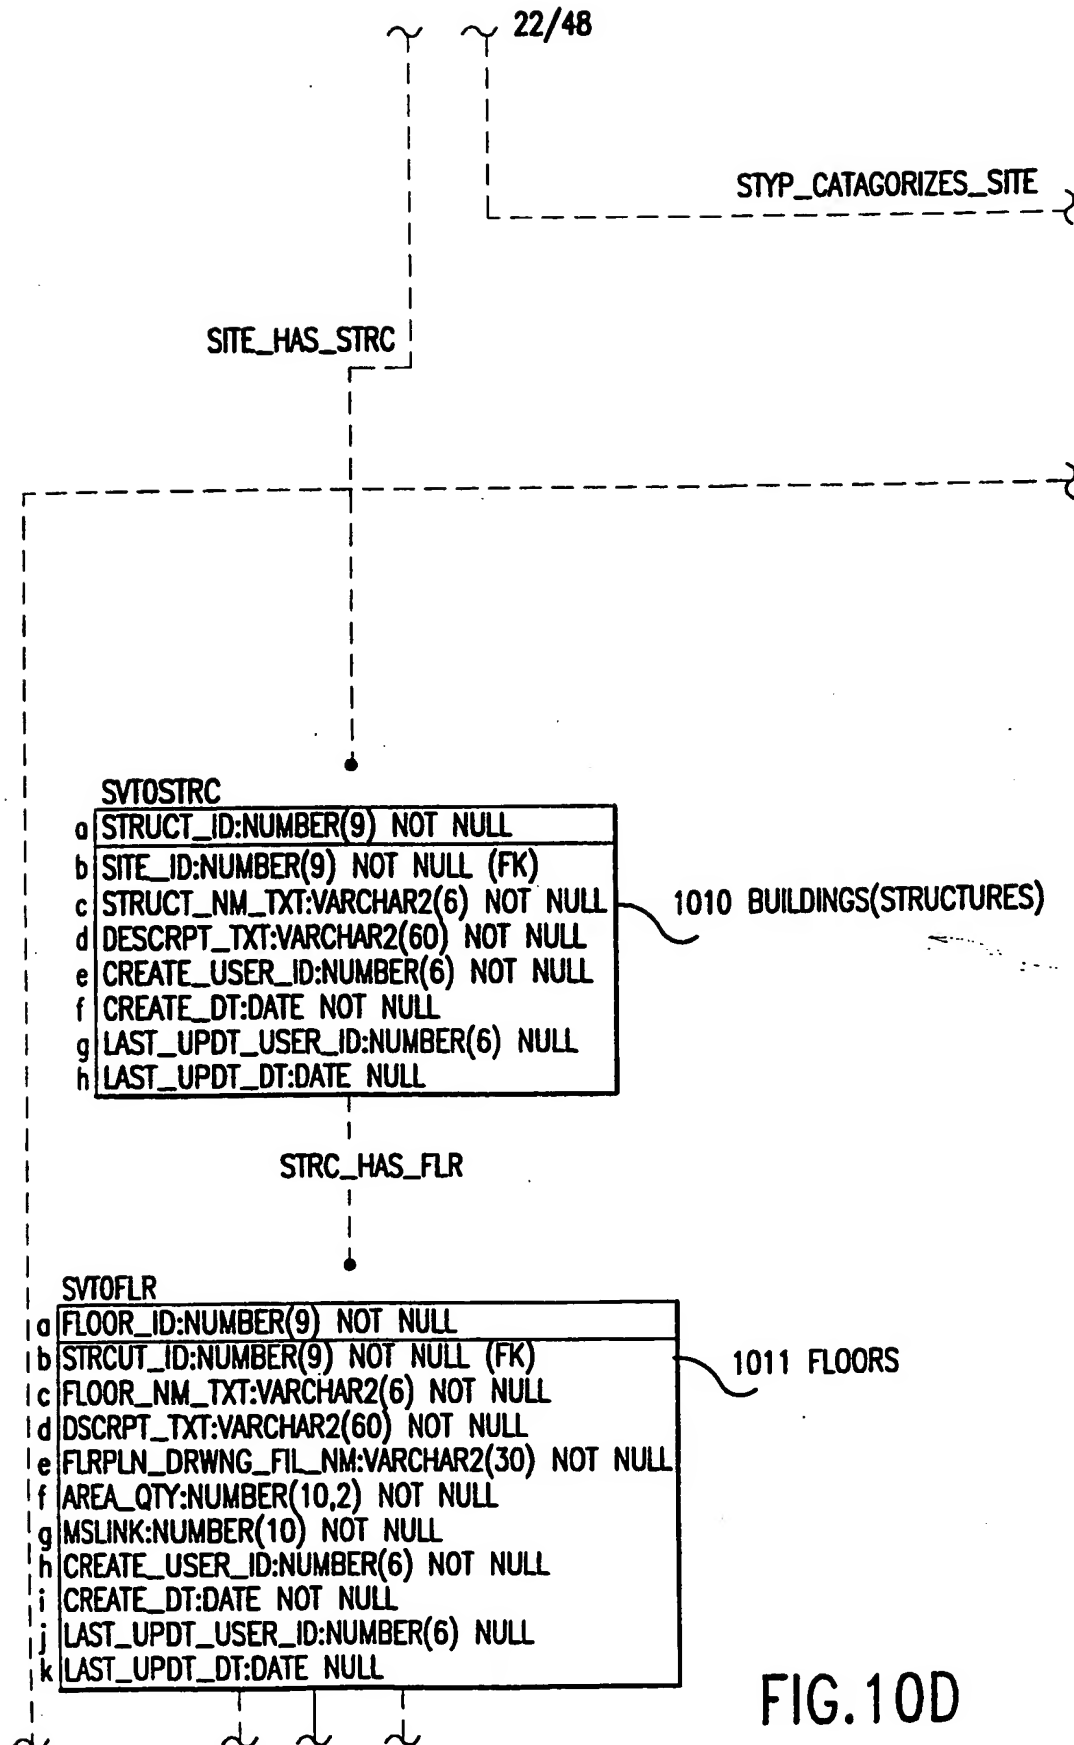 22/48
STYP_CATAGORIZES_SITE
SITE_HAS_STRC
SVTOSTRC
a STRUCT_ID:NUMBER(9) NOT NULL
b SITE_ID:NUMBER(9) NOT NULL (FK)
c STRUCT_NM_TXT:VARCHAR2(6) NOT NULL
d DESCRPT_TXT:VARCHAR2(60) NOT NULL
e CREATE_USER_ID:NUMBER(6) NOT NULL
f CREATE_DT:DATE NOT NULL
g LAST_UPDT_USER_ID:NUMBER(6) NULL
h LAST_UPDT_DT:DATE NULL
1010 BUILDINGS(STRUCTURES)
STRC_HAS_FLR
SVTOFLR
a FLOOR_ID:NUMBER(9) NOT NULL
b STRCUT_ID:NUMBER(9) NOT NULL (FK)
c FLOOR_NM_TXT:VARCHAR2(6) NOT NULL
d DSCRPT_TXT:VARCHAR2(60) NOT NULL
e FLRPLN_DRWNG_FIL_NM:VARCHAR2(30) NOT NULL
f AREA_QTY:NUMBER(10,2) NOT NULL
g MSLINK:NUMBER(10) NOT NULL
h CREATE_USER_ID:NUMBER(6) NOT NULL
i CREATE_DT:DATE NOT NULL
j LAST_UPDT_USER_ID:NUMBER(6) NULL
k LAST_UPDT_DT:DATE NULL
1011 FLOORS
FIG.10D